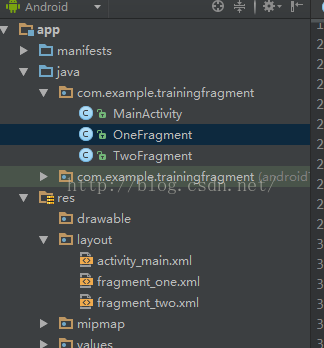 Android
app
manifests
java
com.example.trainingfragment
MainActivity
OneFragment
TwoFragment
com.example.trainingfragment (android
http://blog.csdn.net/
res
drawable
layout
activity_main.xml
fragment_one.xml
fragment_two.xml
mipmap
values